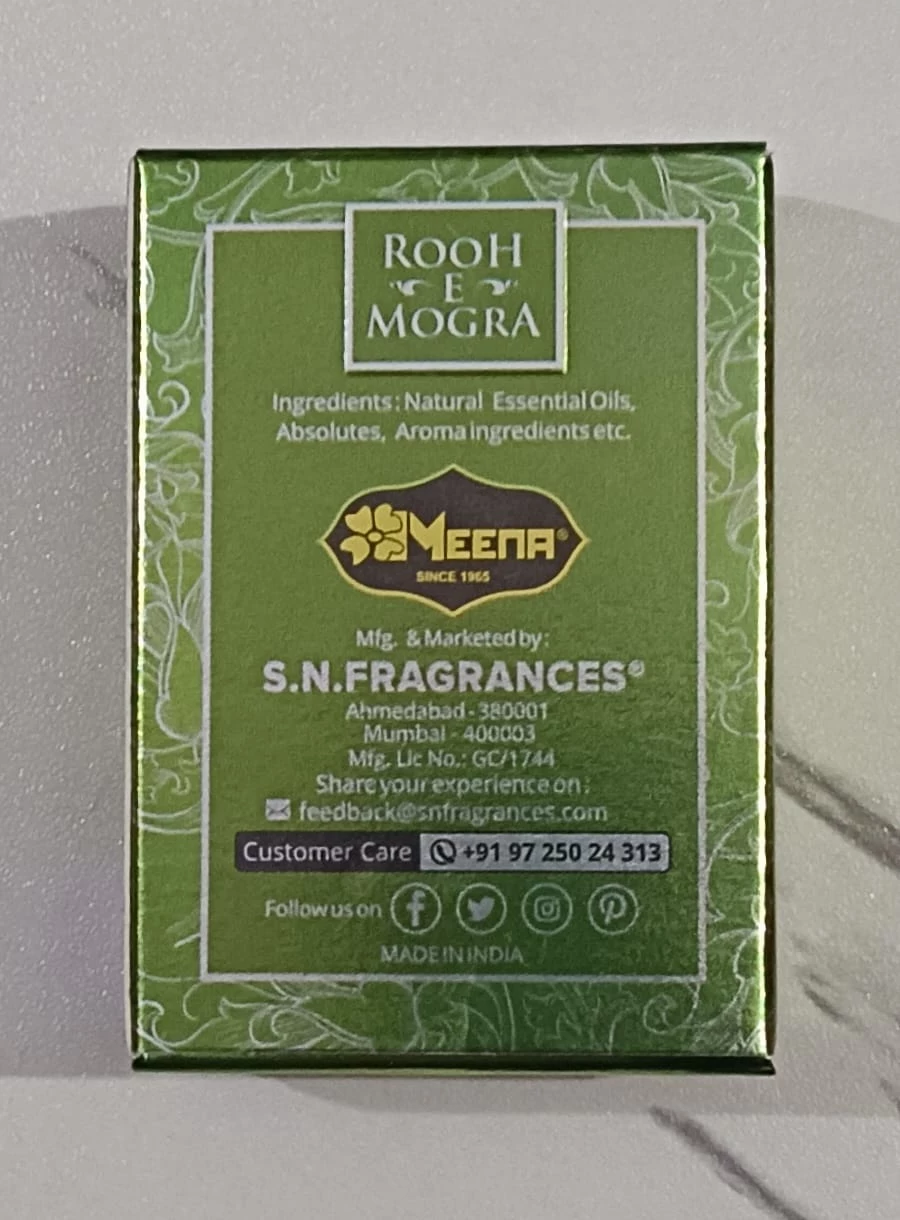 ROOH
E
MOGRA
Ingredients: Natural Essential Oils,
Absolutes, Aroma ingredients etc.
MEENA®
SINCE 1965
Mfg. & Marketed by:
S.N.FRAGRANCES®
Ahmedabad - 380001
Mumbai - 400003
Mfg. Lic No.: GC/1744
Share your experience on:
feedback@snfragrances.com
Customer Care +91 97 250 24 313
Follow us on
MADE IN INDIA